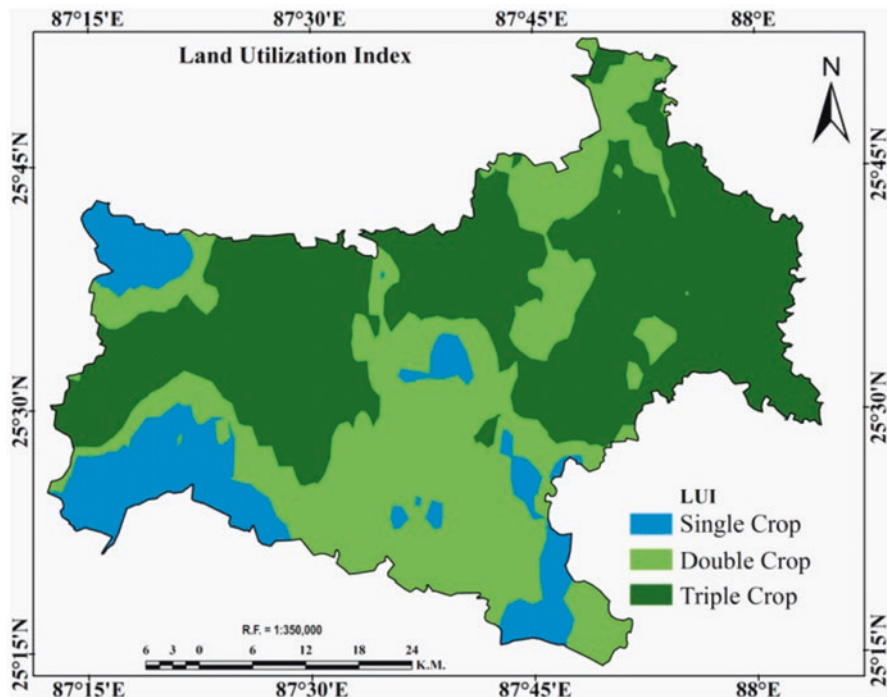 87°15'E 87°30'E 87°45'E 88°E
Land Utilization Index
N
25°45'N 25°45'N
25°30'N 25°30'N
LUI
Single Crop
Double Crop
Triple Crop
R.F. = 1:350,000
6 3 0 6 12 18 24
K.M.
25°15'N 25°15'N
87°15'E 87°30'E 87°45'E 88°E